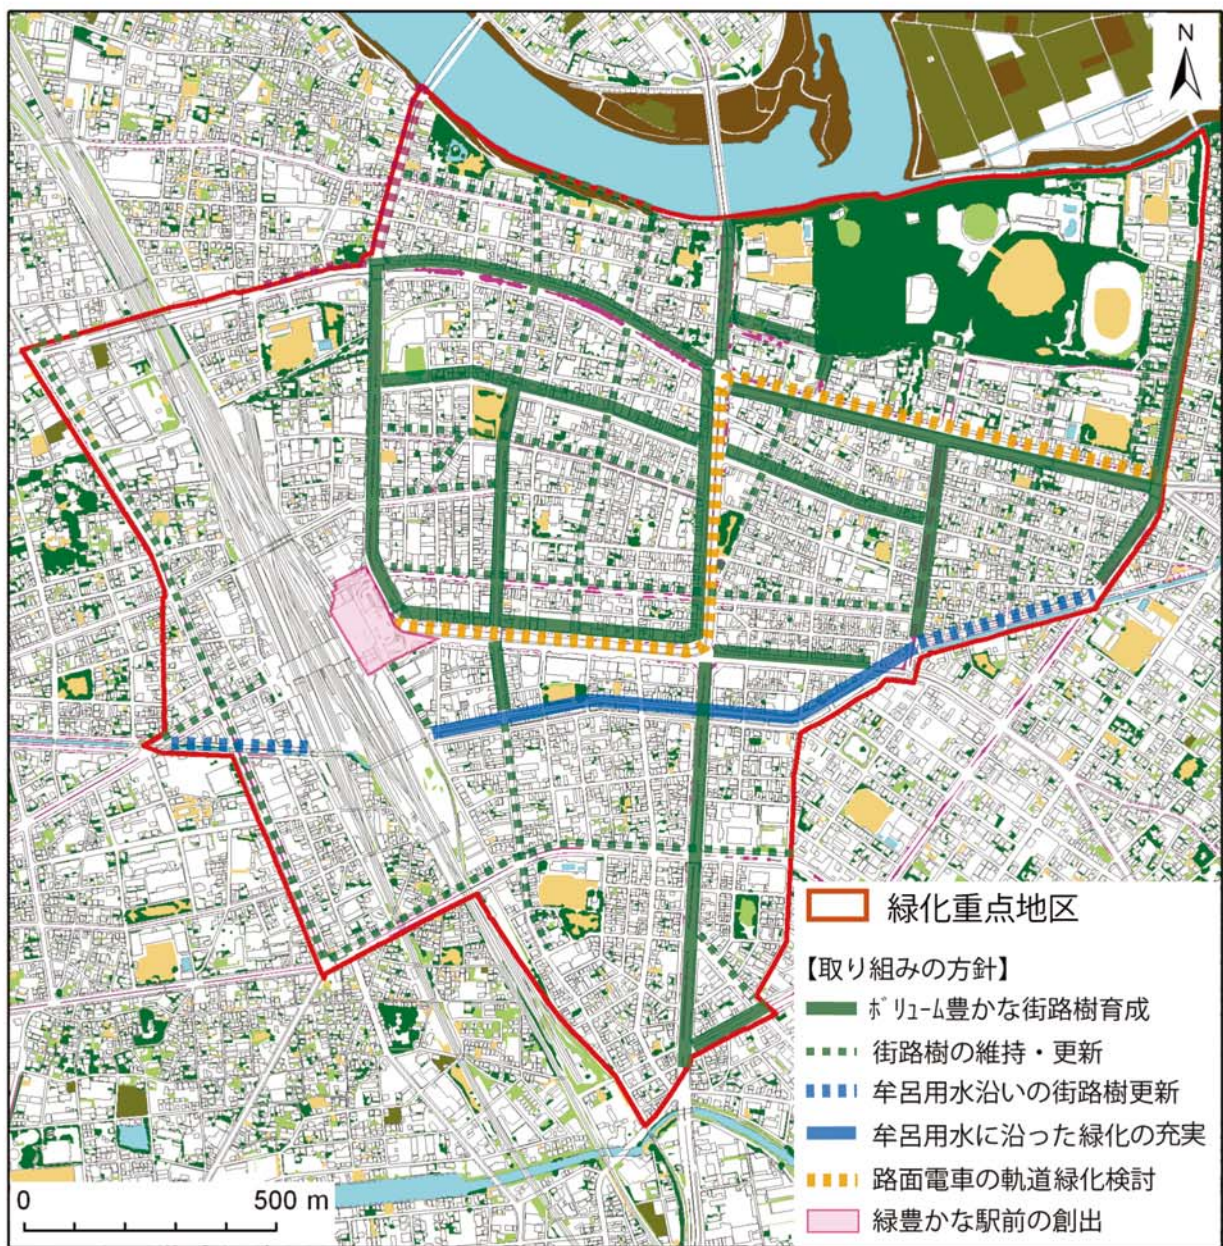 N
緑化重点地区
【取り組みの方針】
ﾎﾞﾘｭｰﾑ豊かな街路樹育成
街路樹の維持・更新
牟呂用水沿いの街路樹更新
牟呂用水に沿った緑化の充実
路面電車の軌道緑化検討
緑豊かな駅前の創出
0 500 m